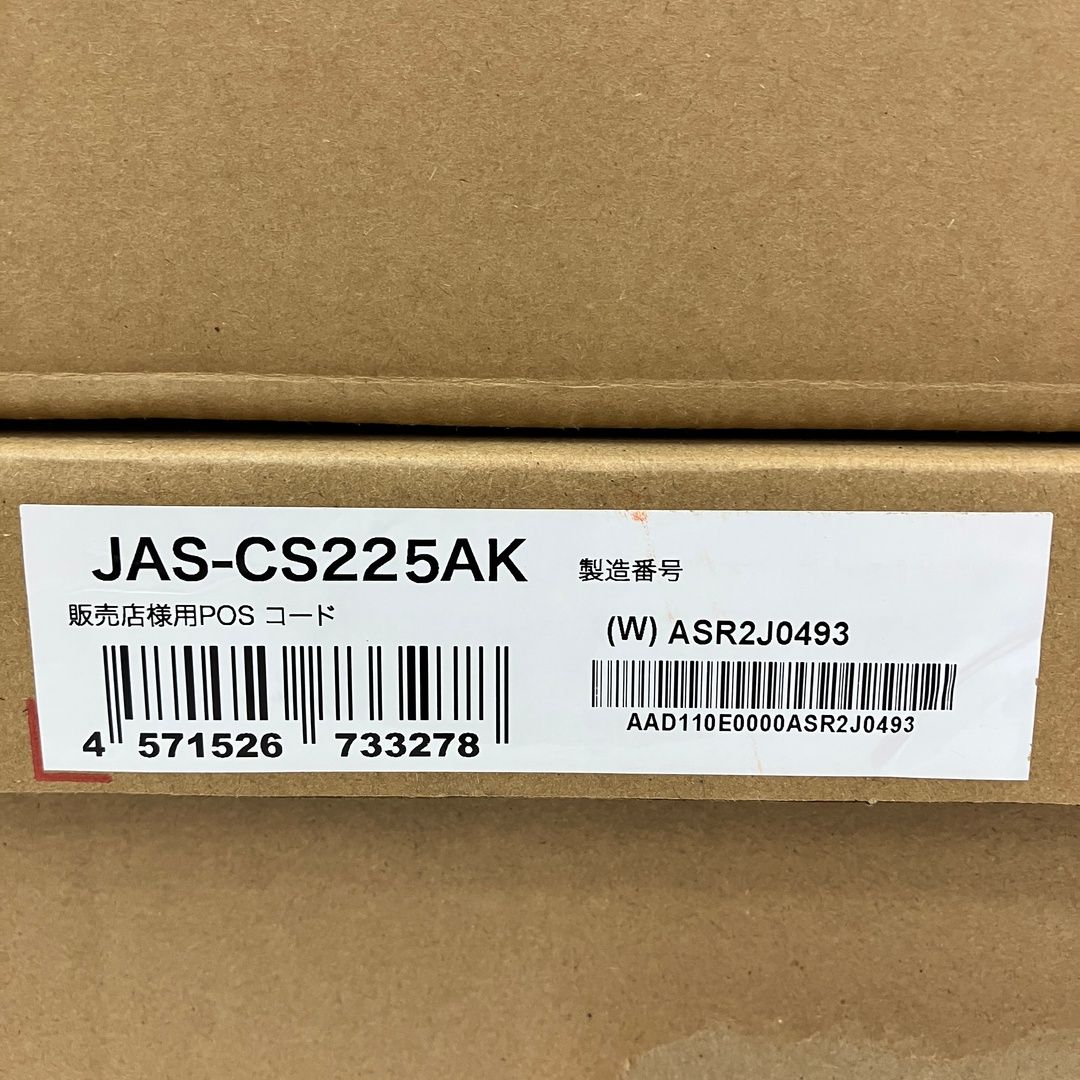 JAS-CS225AK
販売店様用POS コード
4 571526 733278
製造番号
(W) ASR2J0493
AAD110E0000ASR2J0493